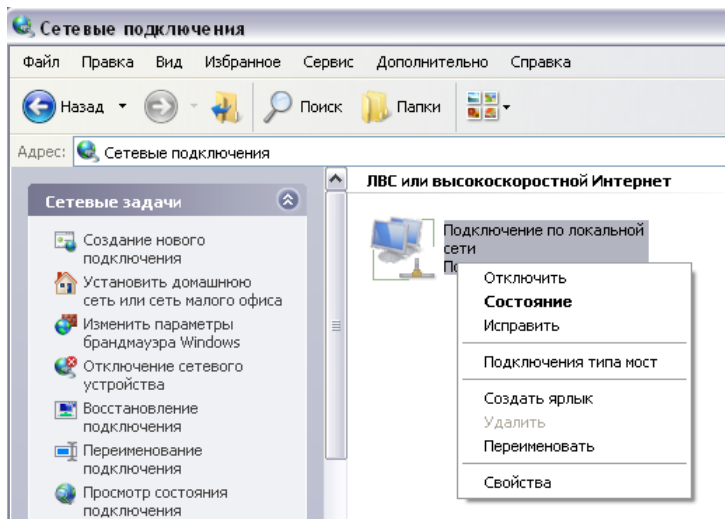 Сетевые подключения
Файл Правка Вид Избранное Сервис Дополнительно Справка
Назад Поиск Папки
Адрес: Сетевые подключения
Сетевые задачи
Создание нового
подключения
Установить домашнюю
сеть или сеть малого офиса
Изменить параметры
брандмауэра Windows
Отключение сетевого
устройства
Восстановление
подключения
Переименование
подключения
Просмотр состояния
подключения
ЛВС или высокоскоростной Интернет
Подключение по локальной
сети
Отключить
Состояние
Исправить
Подключения типа мост
Создать ярлык
Удалить
Переименовать
Свойства